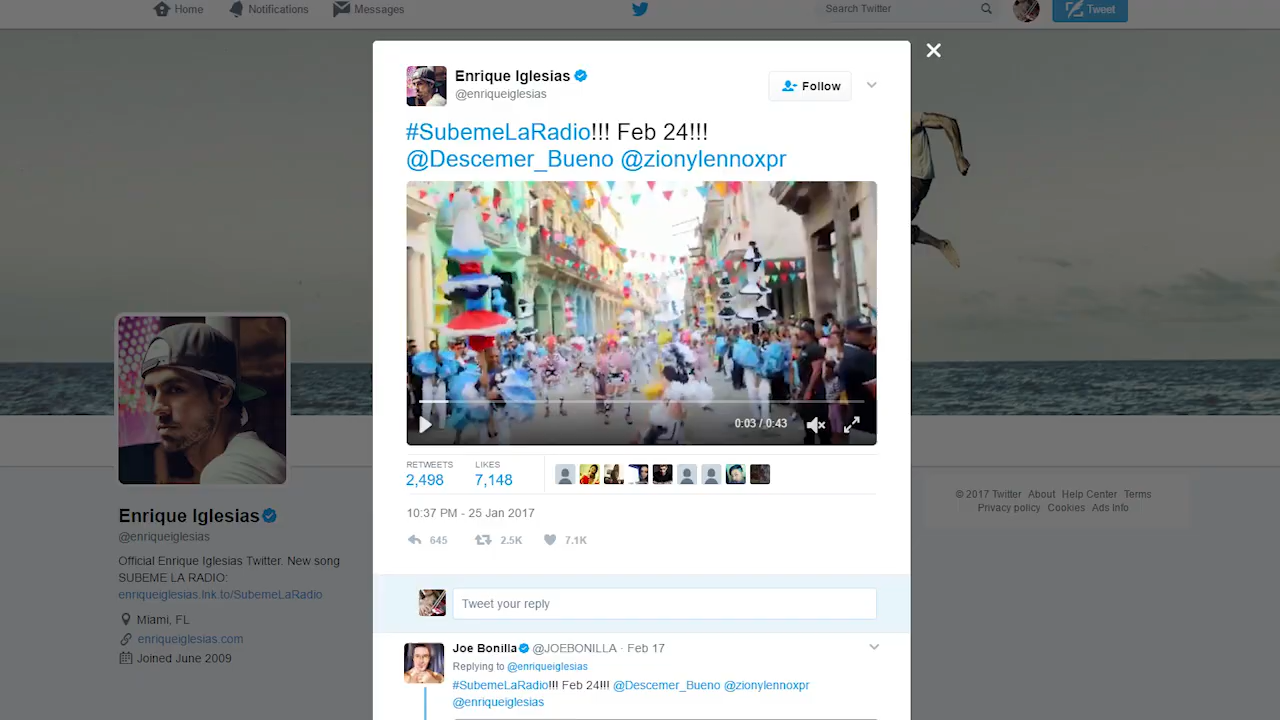 Home Notifications Messages Search Twitter Tweet
Enrique Iglesias
@enriqueiglesias
Follow
#SubemeLaRadio!!! Feb 24!!!
@Descemer_Bueno @zionylennoxpr
0:03 / 0:43
RETWEETS LIKES
2,498 7,148
10:37 PM - 25 Jan 2017
645 2.5K 7.1K
Tweet your reply
Joe Bonilla @JOEBONILLA · Feb 17
Replying to @enriqueiglesias
#SubemeLaRadio!!! Feb 24!!! @Descemer_Bueno @zionylennoxpr
@enriqueiglesias
Enrique Iglesias
@enriqueiglesias
Official Enrique Iglesias Twitter. New song
SUBEME LA RADIO:
enriqueiglesias.lnk.to/SubemeLaRadio
Miami, FL
enriqueiglesias.com
Joined June 2009
© 2017 Twitter About Help Center Terms
Privacy policy Cookies Ads info